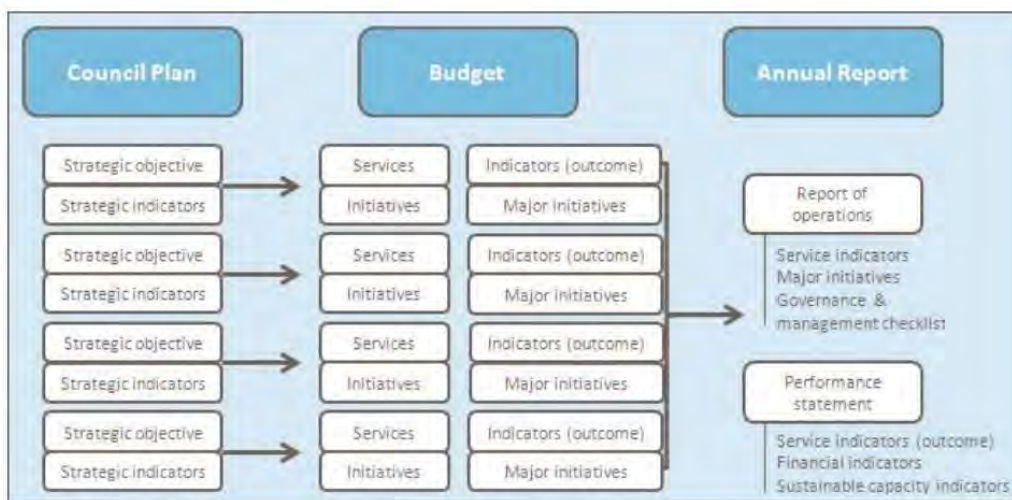 Council Plan
Budget
Annual Report
Strategic objective
Strategic indicators
Strategic objective
Strategic indicators
Strategic objective
Strategic indicators
Strategic objective
Strategic indicators
Services
Indicators (outcome)
Initiatives
Major initiatives
Services
Indicators (outcome)
Initiatives
Major initiatives
Services
Indicators (outcome)
Initiatives
Major initiatives
Services
Indicators (outcome)
Initiatives
Major initiatives
Report of
operations
Service indicators
Major initiatives
Governance &
management checklist
Performance
statement
Service indicators (outcome)
Financial indicators
Sustainable capacity indicators